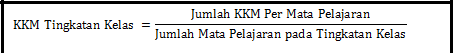 Jumlah KKM Per Mata Pelajaran
KKM Tingkatan Kelas =
Jumlah Mata Pelajaran pada Tingkatan Kelas